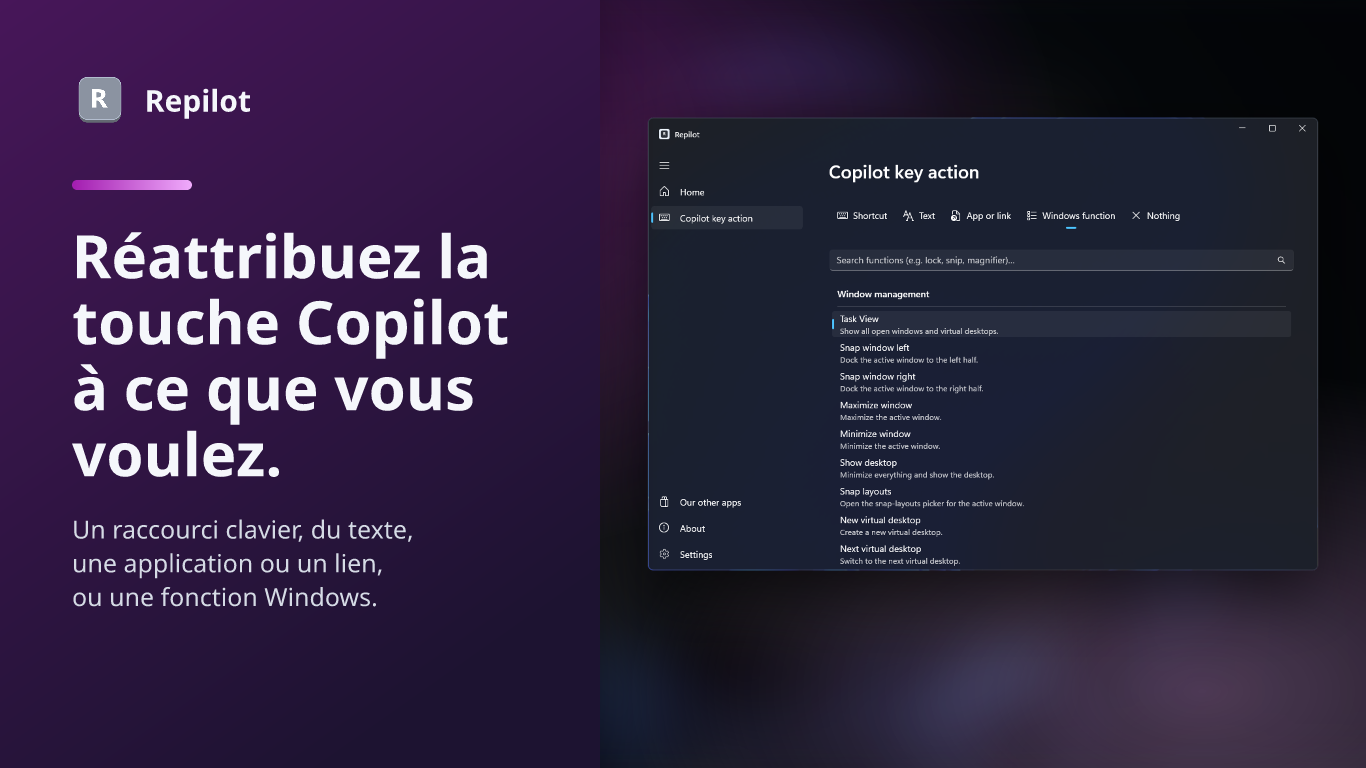 R
Repilot
Réattribuez la
touche Copilot
à ce que vous
voulez.
Un raccourci clavier, du texte,
une application ou un lien,
ou une fonction Windows.
Repilot
Home
Copilot key action
Our other apps
About
Settings
Copilot key action
Shortcut Text App or link Windows function Nothing
Search functions (e.g. lock, snip, magnifier)...
Window management
Task View
Show all open windows and virtual desktops.
Snap window left
Dock the active window to the left half.
Snap window right
Dock the active window to the right half.
Maximize window
Maximize the active window.
Minimize window
Minimize the active window.
Show desktop
Minimize everything and show the desktop.
Snap layouts
Open the snap-layouts picker for the active window.
New virtual desktop
Create a new virtual desktop.
Next virtual desktop
Switch to the next virtual desktop.